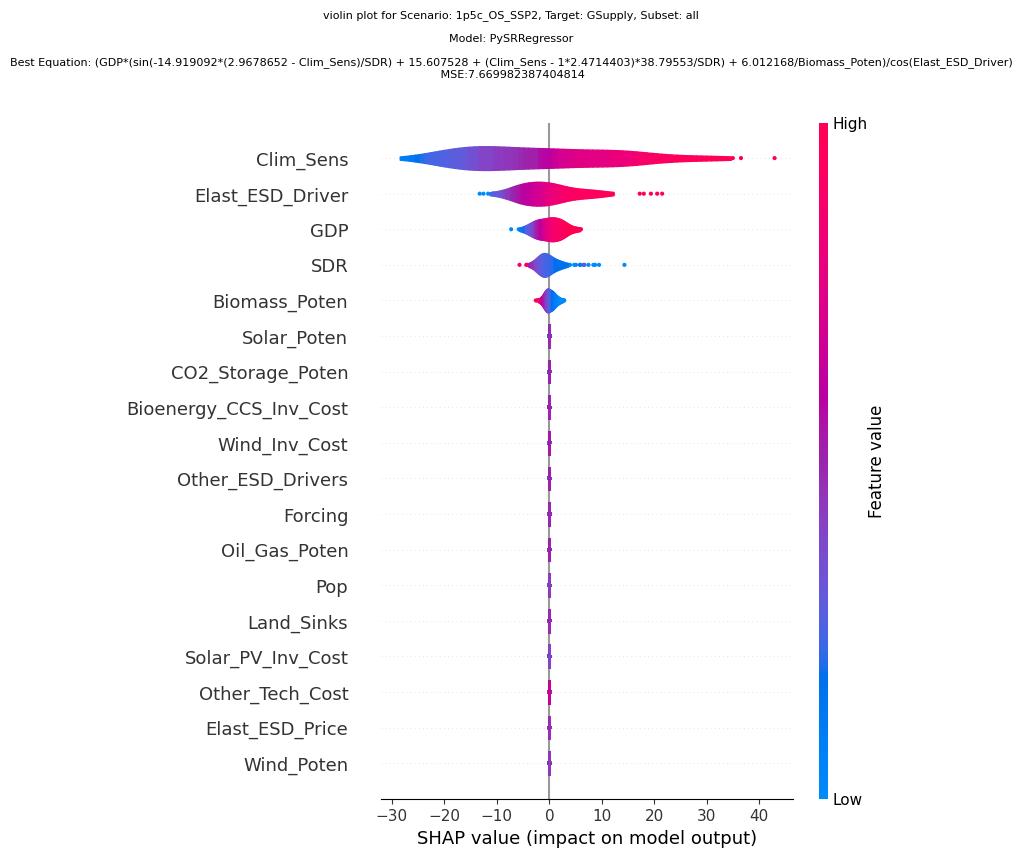 violin plot for Scenario: 1p5c_OS_SSP2, Target: GSupply, Subset: all
Model: PySRRegressor
Best Equation: (GDP*(sin(-14.919092*(2.9678652 - Clim_Sens)/SDR) + 15.607528 + (Clim_Sens - 1*2.4714403)*38.79553/SDR) + 6.012168/Biomass_Poten)/cos(Elast_ESD_Driver)
MSE:7.669982387404814
High
Clim_Sens
Elast_ESD_Driver
GDP
SDR
Biomass_Poten
Solar_Poten
CO2_Storage_Poten
Bioenergy_CCS_Inv_Cost
Wind_Inv_Cost
Other_ESD_Drivers
Forcing
Oil_Gas_Poten
Pop
Land_Sinks
Solar_PV_Inv_Cost
Other_Tech_Cost
Elast_ESD_Price
Wind_Poten
Feature value
Low
−30 −20 −10 0 10 20 30 40
SHAP value (impact on model output)